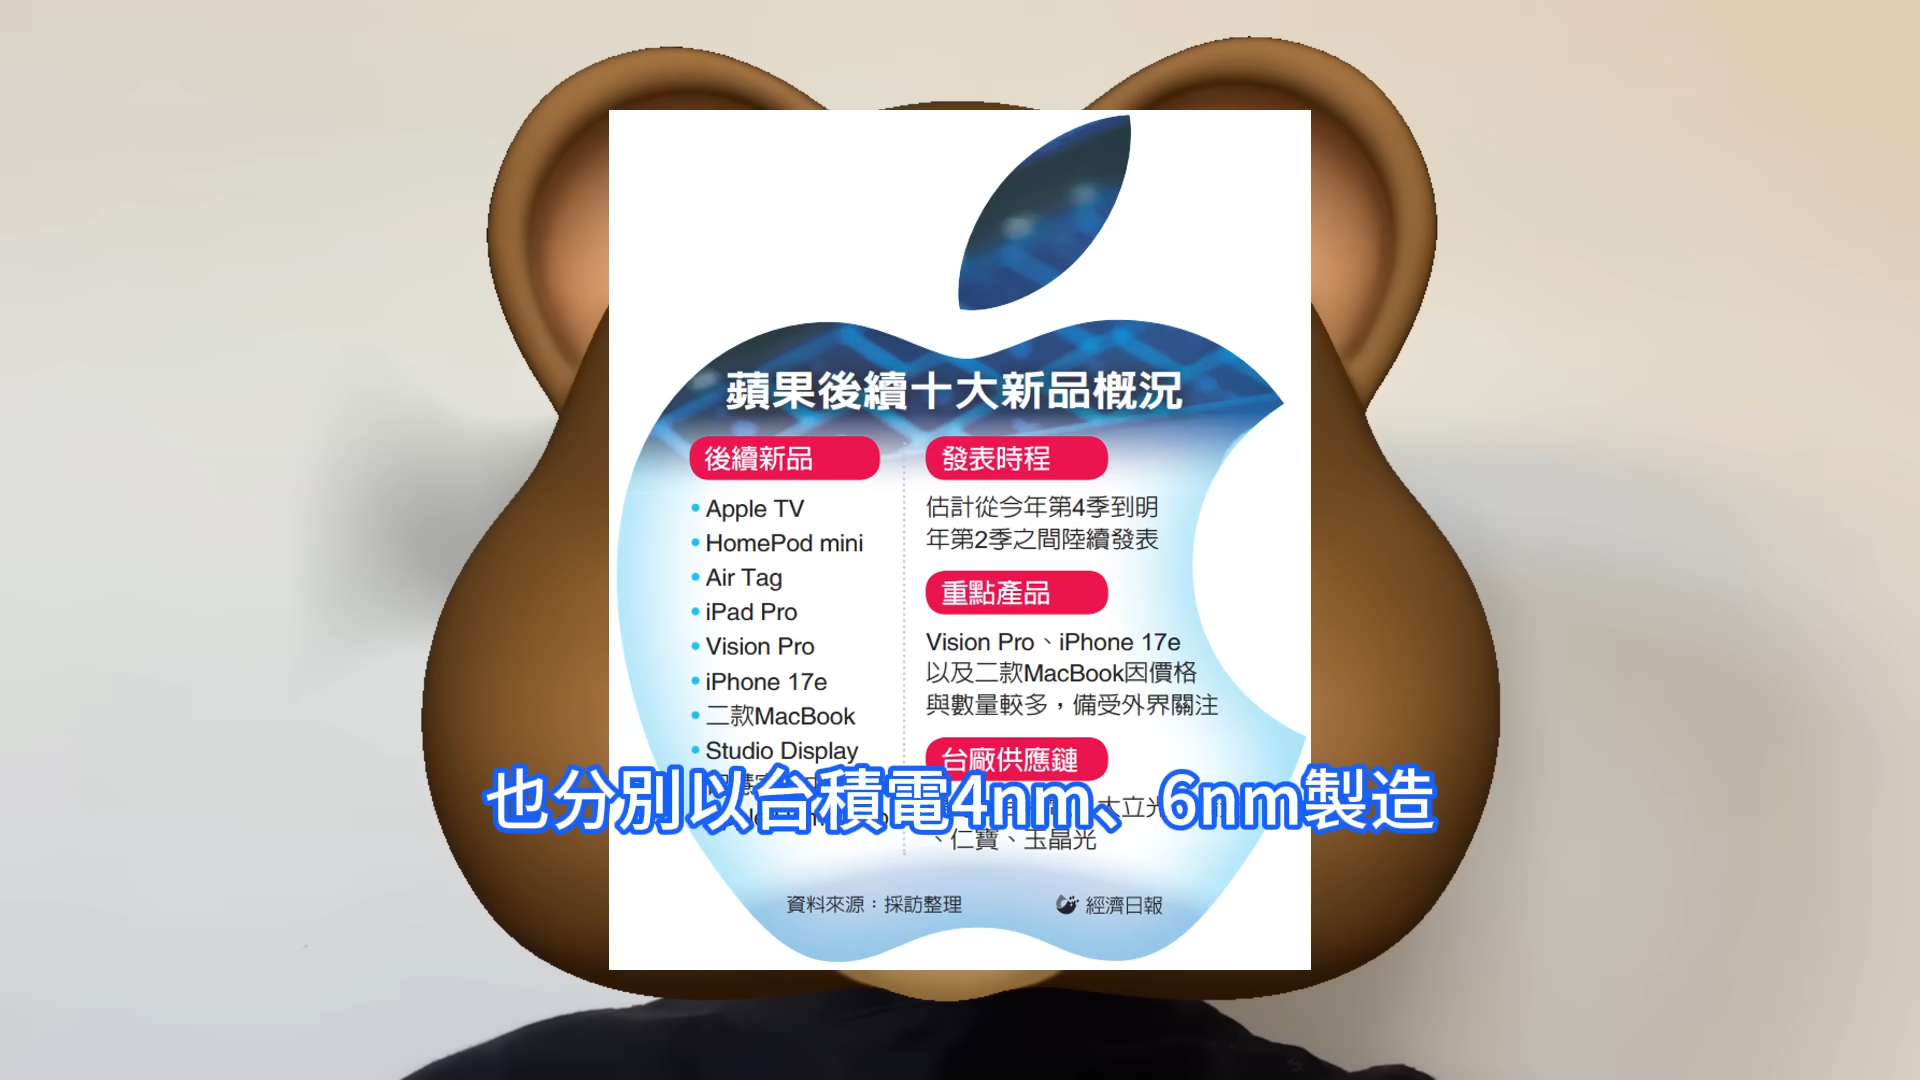 蘋果後續十大新品概況
後續新品
• Apple TV
• HomePod mini
• Air Tag
• iPad Pro
• Vision Pro
• iPhone 17e
• 二款MacBook
• Studio Display
發表時程
估計從今年第4季到明
年第2季之間陸續發表
重點產品
Vision Pro、iPhone 17e
以及二款MacBook因價格
與數量較多，備受外界關注
台廠供應鏈
大立光
、仁寶、玉晶光
也分別以台積電4nm、6nm製造
資料來源：採訪整理
經濟日報